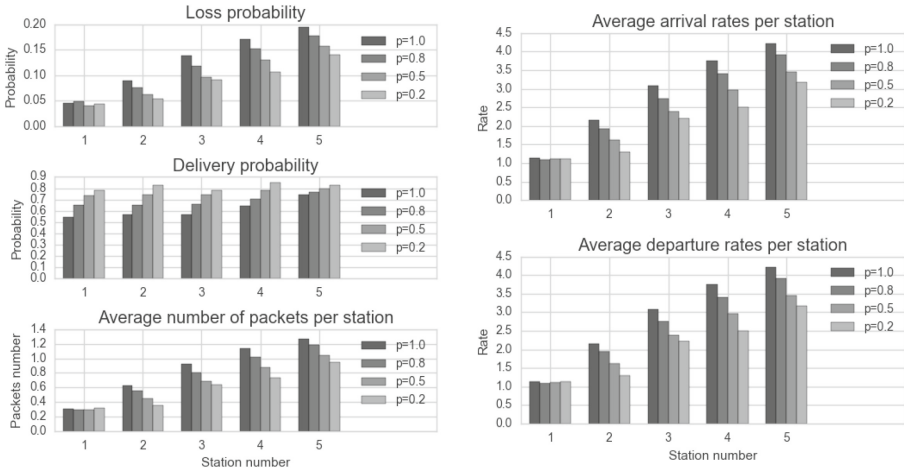 Loss probability
Probability
0.20
0.15
0.10
0.05
0.00
1 2 3 4 5
p=1.0
p=0.8
p=0.5
p=0.2
Delivery probability
Probability
0.9
0.8
0.7
0.6
0.5
0.4
0.3
0.2
0.1
0.0
1 2 3 4 5
p=1.0
p=0.8
p=0.5
p=0.2
Average number of packets per station
Packets number
1.4
1.2
1.0
0.8
0.6
0.4
0.2
0.0
1 2 3 4 5
Station number
p=1.0
p=0.8
p=0.5
p=0.2
Average arrival rates per station
Rate
4.5
4.0
3.5
3.0
2.5
2.0
1.5
1.0
0.5
0.0
1 2 3 4 5
p=1.0
p=0.8
p=0.5
p=0.2
Average departure rates per station
Rate
4.5
4.0
3.5
3.0
2.5
2.0
1.5
1.0
0.5
0.0
1 2 3 4 5
Station number
p=1.0
p=0.8
p=0.5
p=0.2